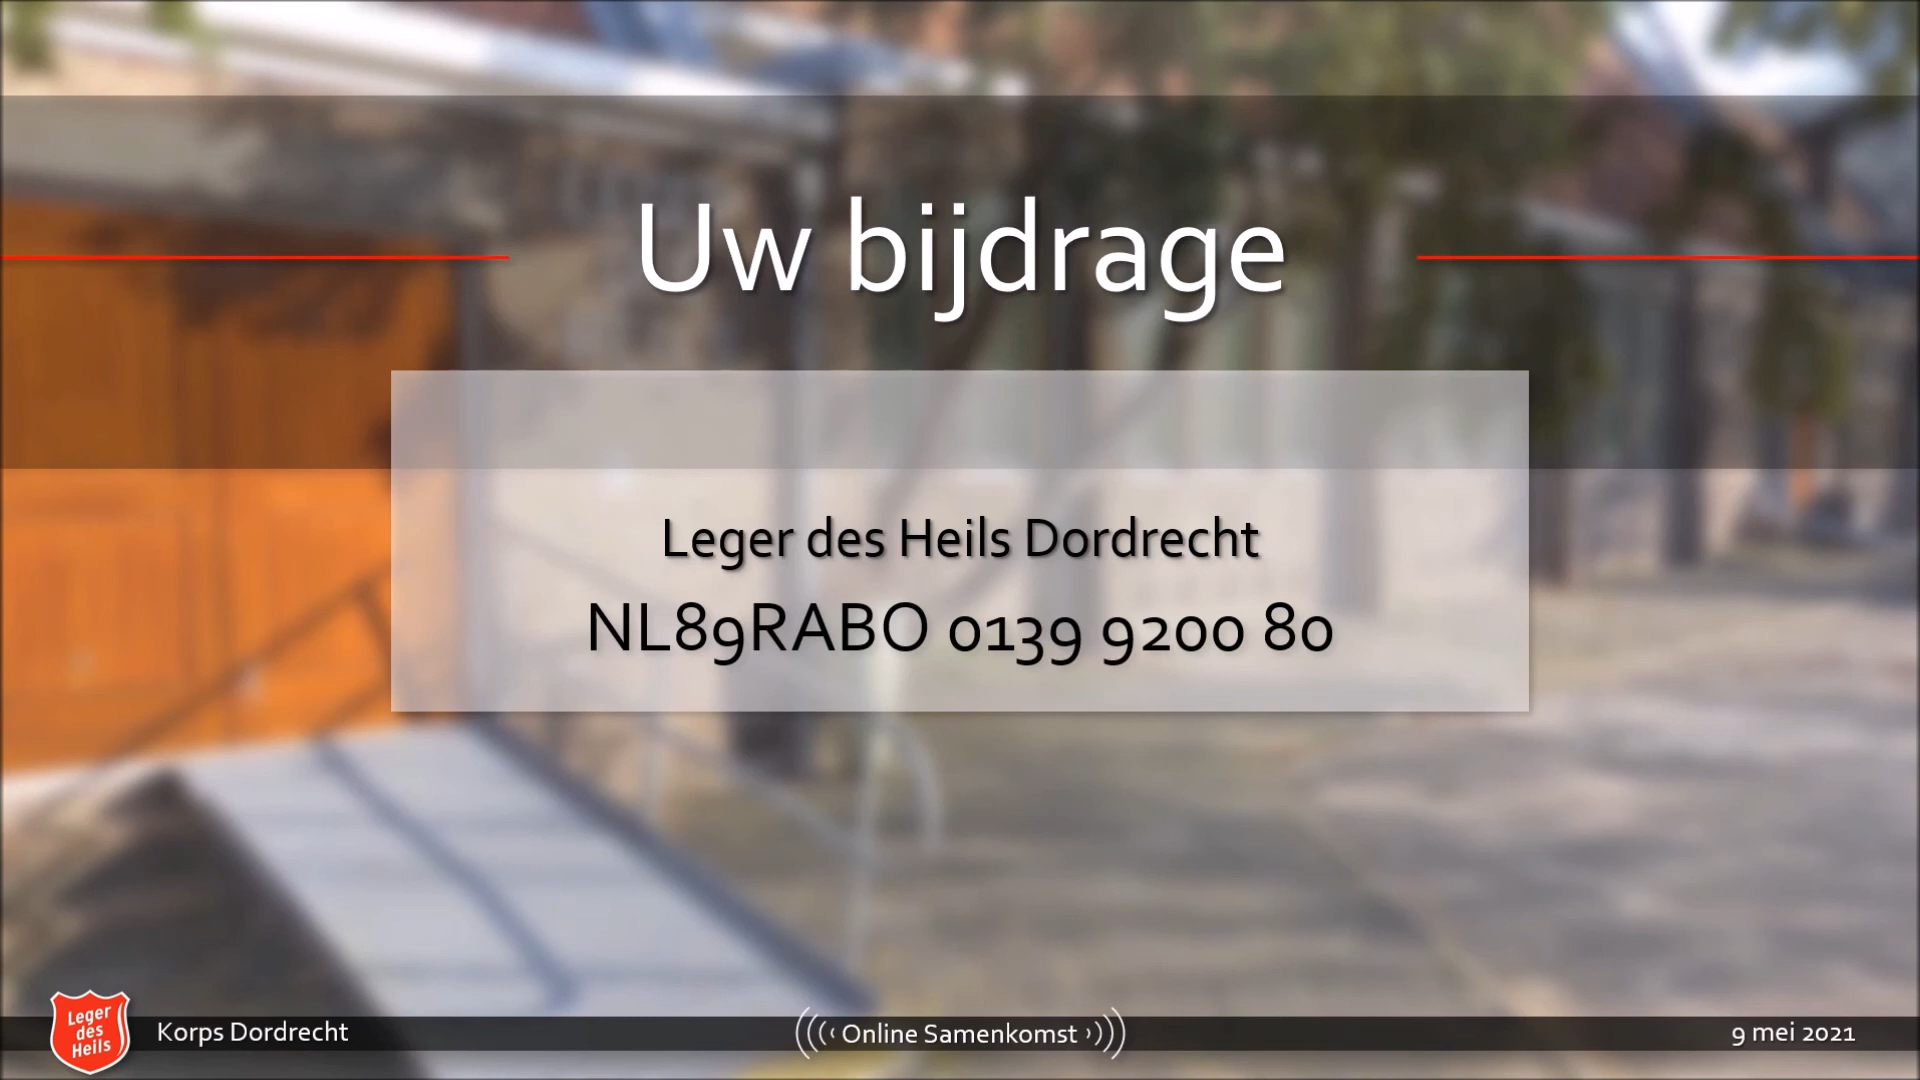 Uw bijdrage
Leger des Heils Dordrecht
NL89RABO 0139 9200 80
Leger
des
Heils
Korps Dordrecht
(((‹ Online Samenkomst ›)))
9 mei 2021